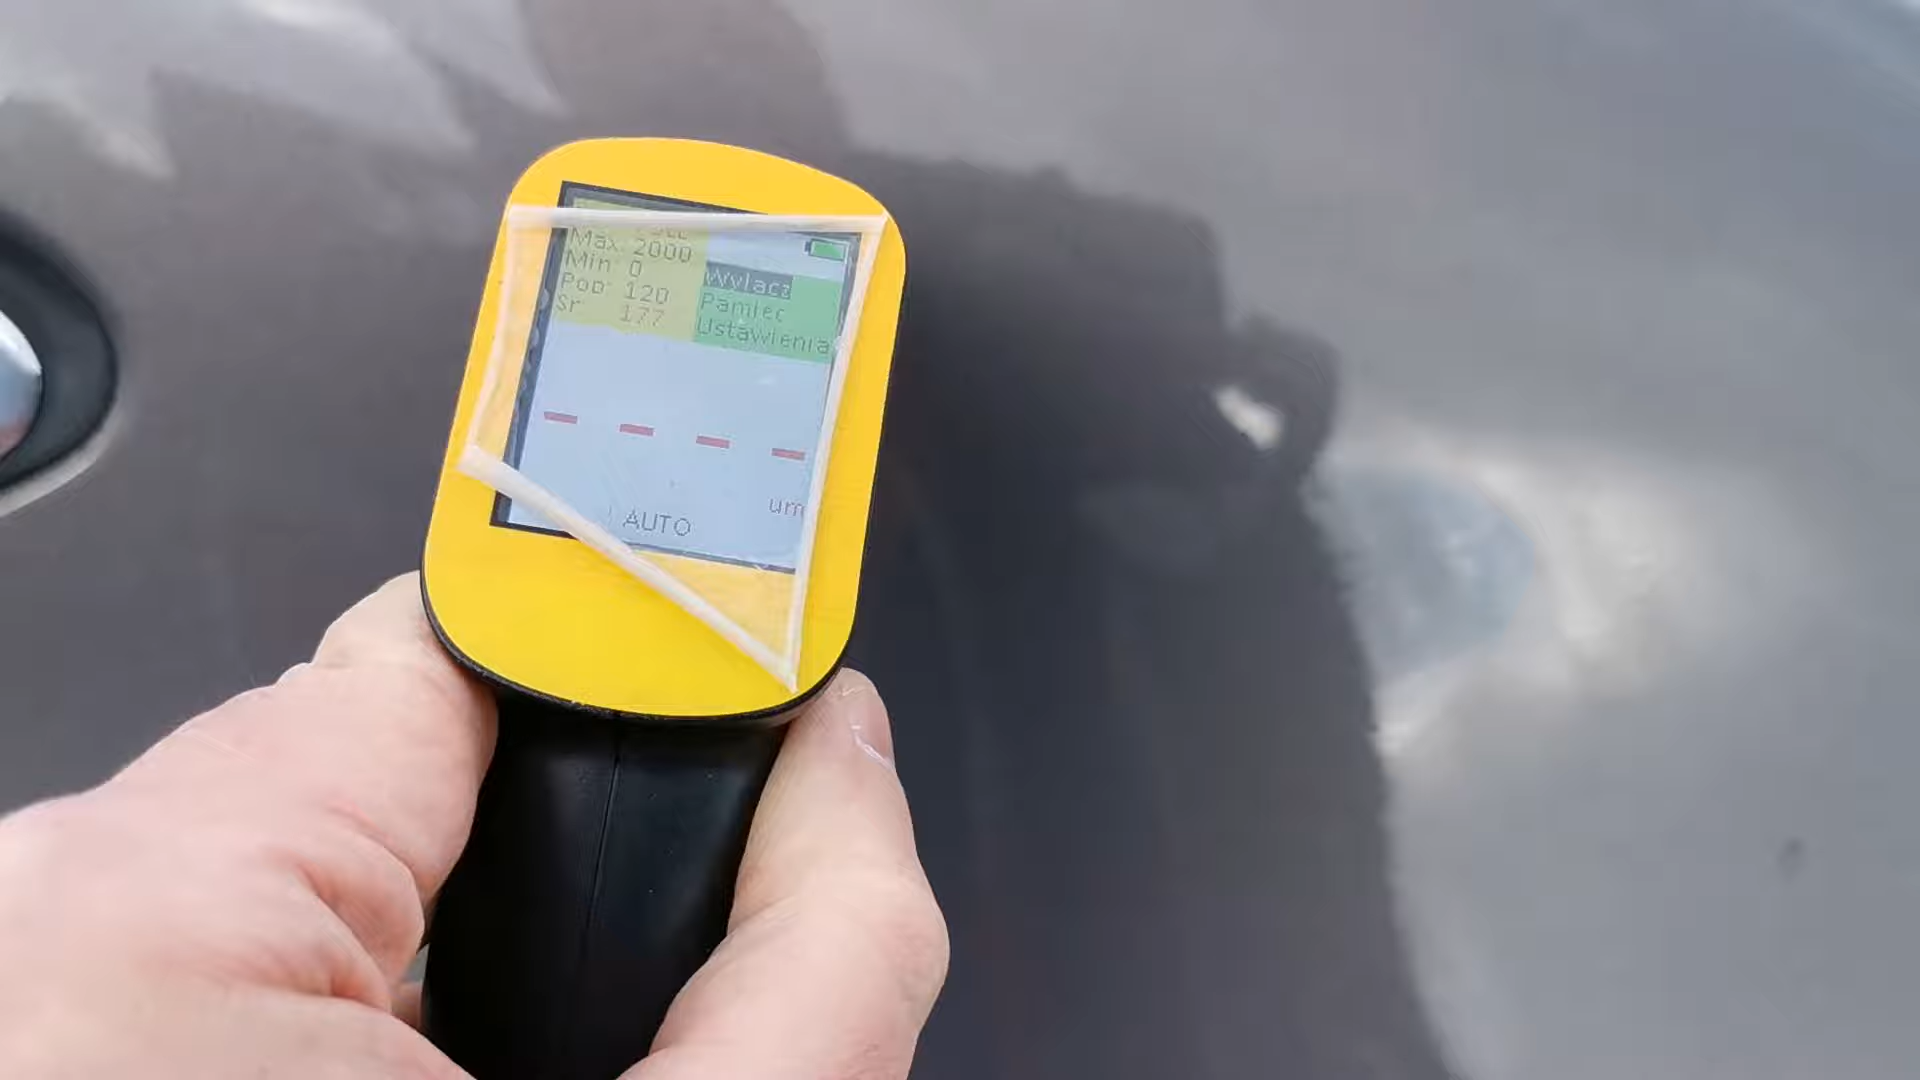 Max: 2000
Min: 0
Pop: 120
Sr: 177
Wylacz
Pamiec
Ustawienia
- - - -
um
AUTO